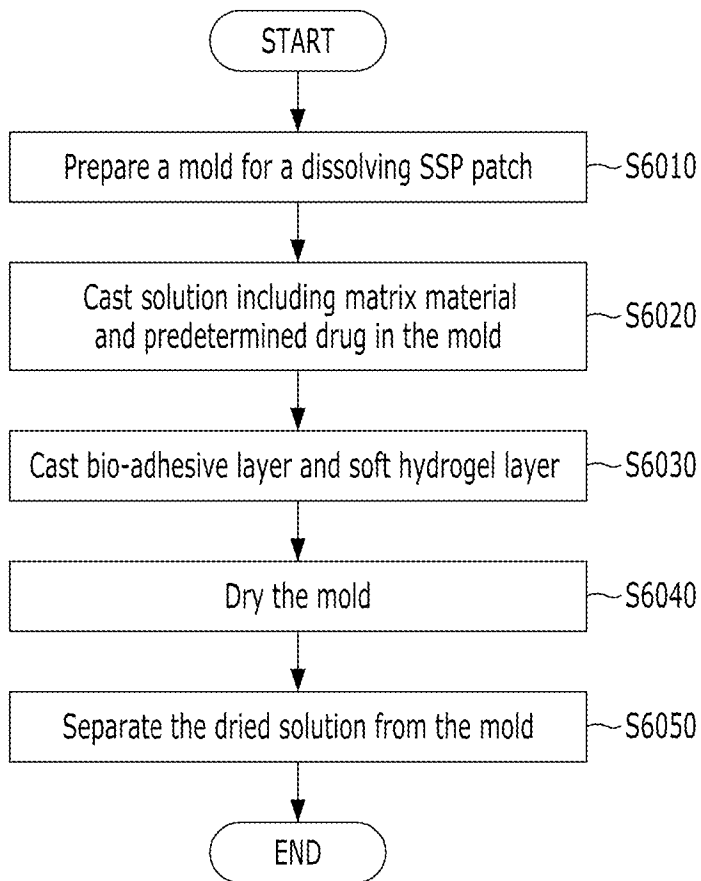 START
Prepare a mold for a dissolving SSP patch
S6010
Cast solution including matrix material
and predetermined drug in the mold
S6020
Cast bio-adhesive layer and soft hydrogel layer
S6030
Dry the mold
S6040
Separate the dried solution from the mold
S6050
END